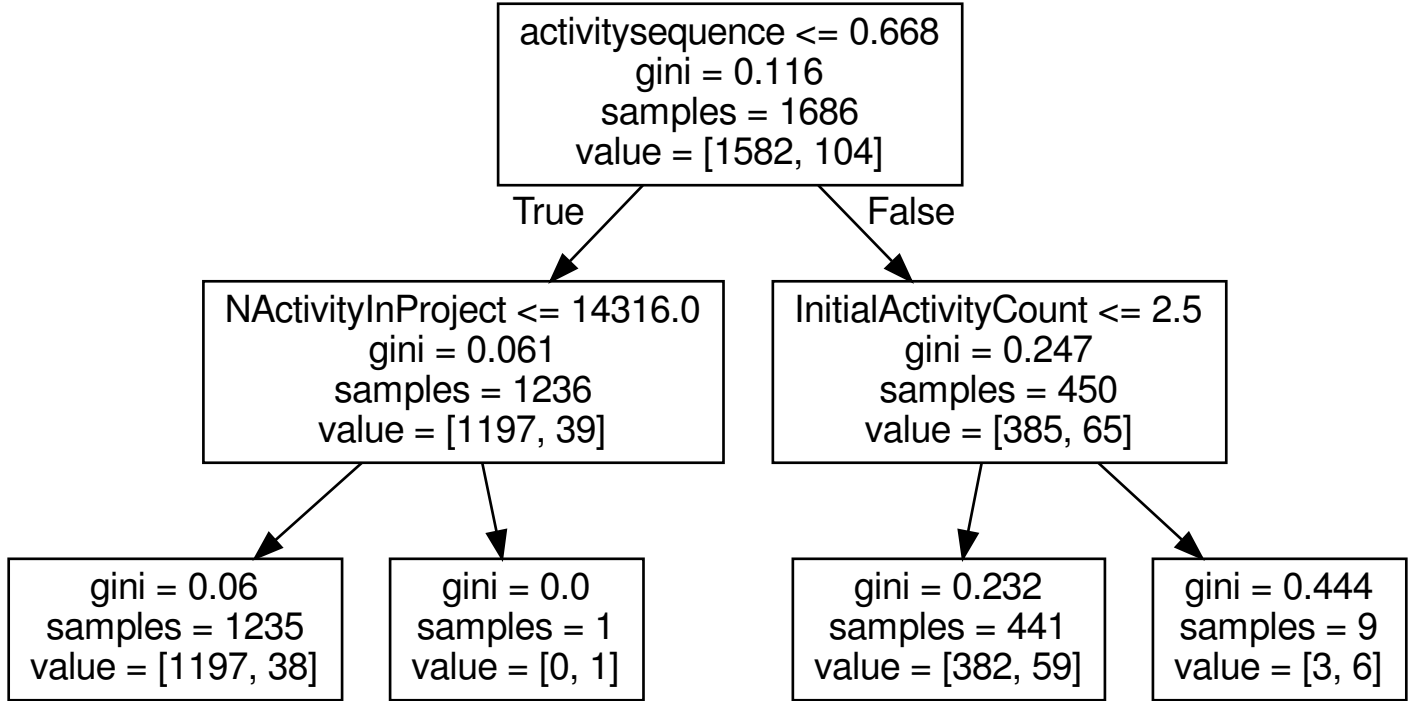 activitysequence <= 0.668
gini = 0.116
samples = 1686
value = [1582, 104]
True
False
NActivityInProject <= 14316.0
gini = 0.061
samples = 1236
value = [1197, 39]
InitialActivityCount <= 2.5
gini = 0.247
samples = 450
value = [385, 65]
gini = 0.06
samples = 1235
value = [1197, 38]
gini = 0.0
samples = 1
value = [0, 1]
gini = 0.232
samples = 441
value = [382, 59]
gini = 0.444
samples = 9
value = [3, 6]